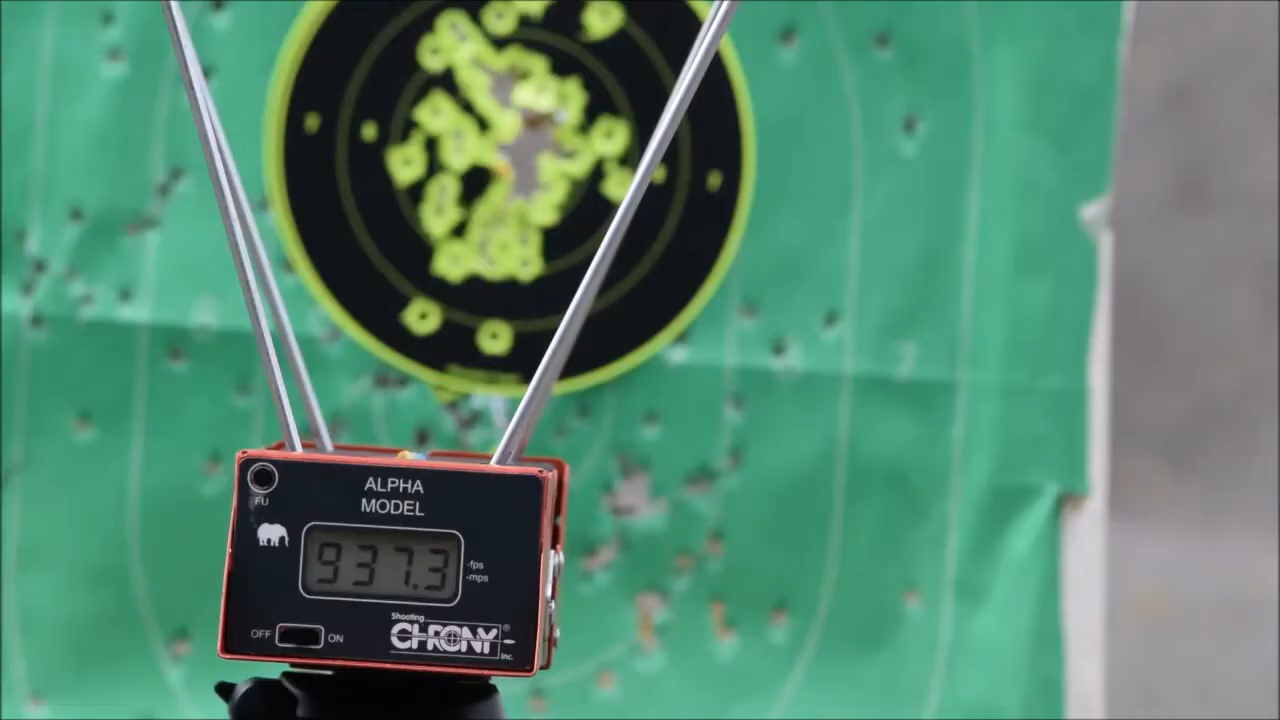 ALPHA
MODEL
FU
937.3
-fps
-mps
OFF
ON
Shooting
CHRONY®
Inc.